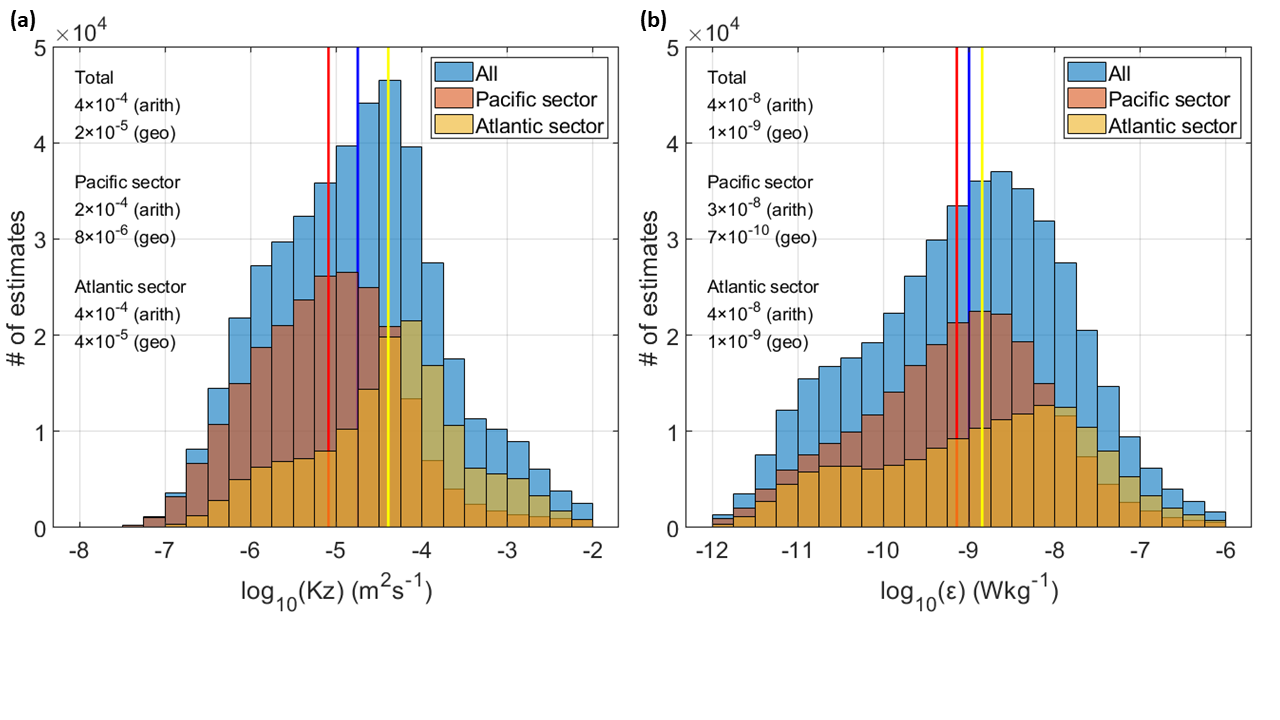 (a)
×10⁴
5
4
3
2
1
0
# of estimates
Total
4×10⁻⁴ (arith)
2×10⁻⁵ (geo)
Pacific sector
2×10⁻⁴ (arith)
8×10⁻⁶ (geo)
Atlantic sector
4×10⁻⁴ (arith)
4×10⁻⁵ (geo)
All
Pacific sector
Atlantic sector
-8 -7 -6 -5 -4 -3 -2
log₁₀(Kz) (m²s⁻¹)
(b)
×10⁴
5
4
3
2
1
0
# of estimates
Total
4×10⁻⁸ (arith)
1×10⁻⁹ (geo)
Pacific sector
3×10⁻⁸ (arith)
7×10⁻¹⁰ (geo)
Atlantic sector
4×10⁻⁸ (arith)
1×10⁻⁹ (geo)
All
Pacific sector
Atlantic sector
-12 -11 -10 -9 -8 -7 -6
log₁₀(ε) (Wkg⁻¹)